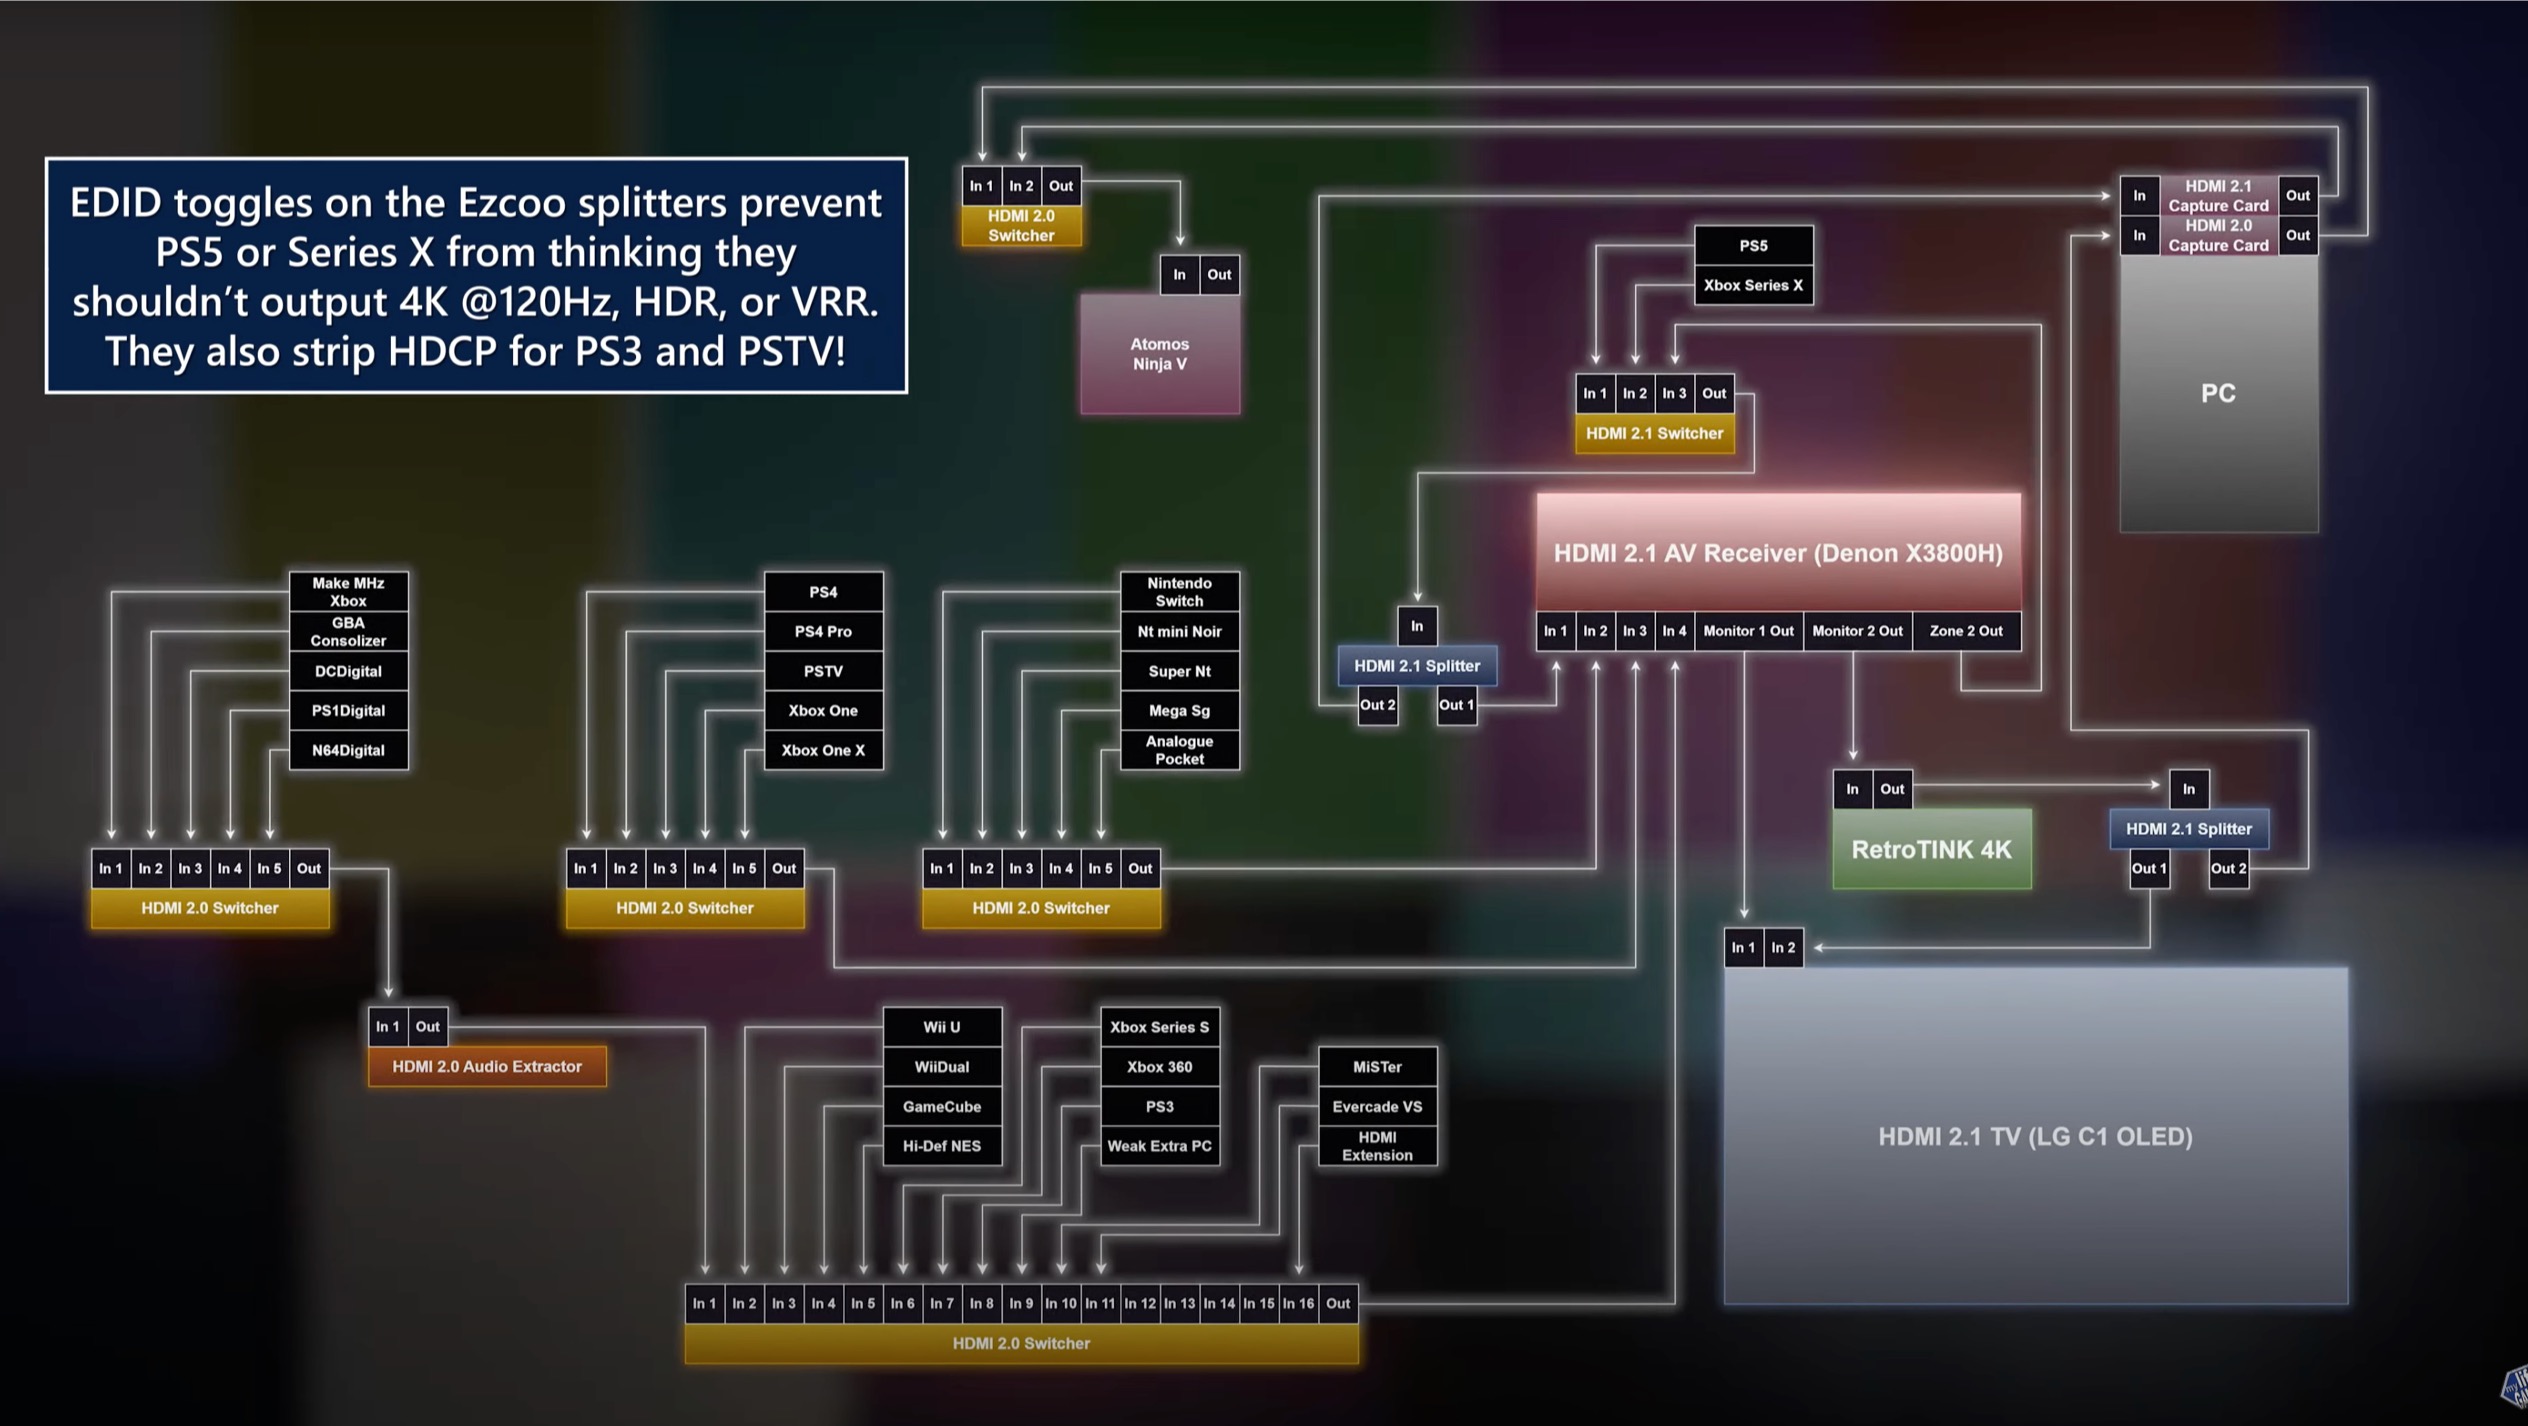 EDID toggles on the Ezcoo splitters prevent
PS5 or Series X from thinking they
shouldn't output 4K @120Hz, HDR, or VRR.
They also strip HDCP for PS3 and PSTV!
In 1 In 2 Out
HDMI 2.0
Switcher
In Out
Atomos
Ninja V
In HDMI 2.1
Capture Card Out
In HDMI 2.0
Capture Card Out
PC
PS5
Xbox Series X
In 1 In 2 In 3 Out
HDMI 2.1 Switcher
HDMI 2.1 AV Receiver (Denon X3800H)
In 1 In 2 In 3 In 4 Monitor 1 Out Monitor 2 Out Zone 2 Out
In
HDMI 2.1 Splitter
Out 2 Out 1
Make MHz
Xbox
GBA
Consolizer
DCDigital
PS1Digital
N64Digital
In 1 In 2 In 3 In 4 In 5 Out
HDMI 2.0 Switcher
PS4
PS4 Pro
PSTV
Xbox One
Xbox One X
In 1 In 2 In 3 In 4 In 5 Out
HDMI 2.0 Switcher
Nintendo
Switch
Nt mini Noir
Super Nt
Mega Sg
Analogue
Pocket
In 1 In 2 In 3 In 4 In 5 Out
HDMI 2.0 Switcher
In Out
RetroTINK 4K
In
HDMI 2.1 Splitter
Out 1 Out 2
In 1 In 2
HDMI 2.1 TV (LG C1 OLED)
In 1 Out
HDMI 2.0 Audio Extractor
Wii U
WiiDual
GameCube
Hi-Def NES
Xbox Series S
Xbox 360
PS3
Weak Extra PC
MiSTer
Evercade VS
HDMI
Extension
In 1 In 2 In 3 In 4 In 5 In 6 In 7 In 8 In 9 In 10 In 11 In 12 In 13 In 14 In 15 In 16 Out
HDMI 2.0 Switcher